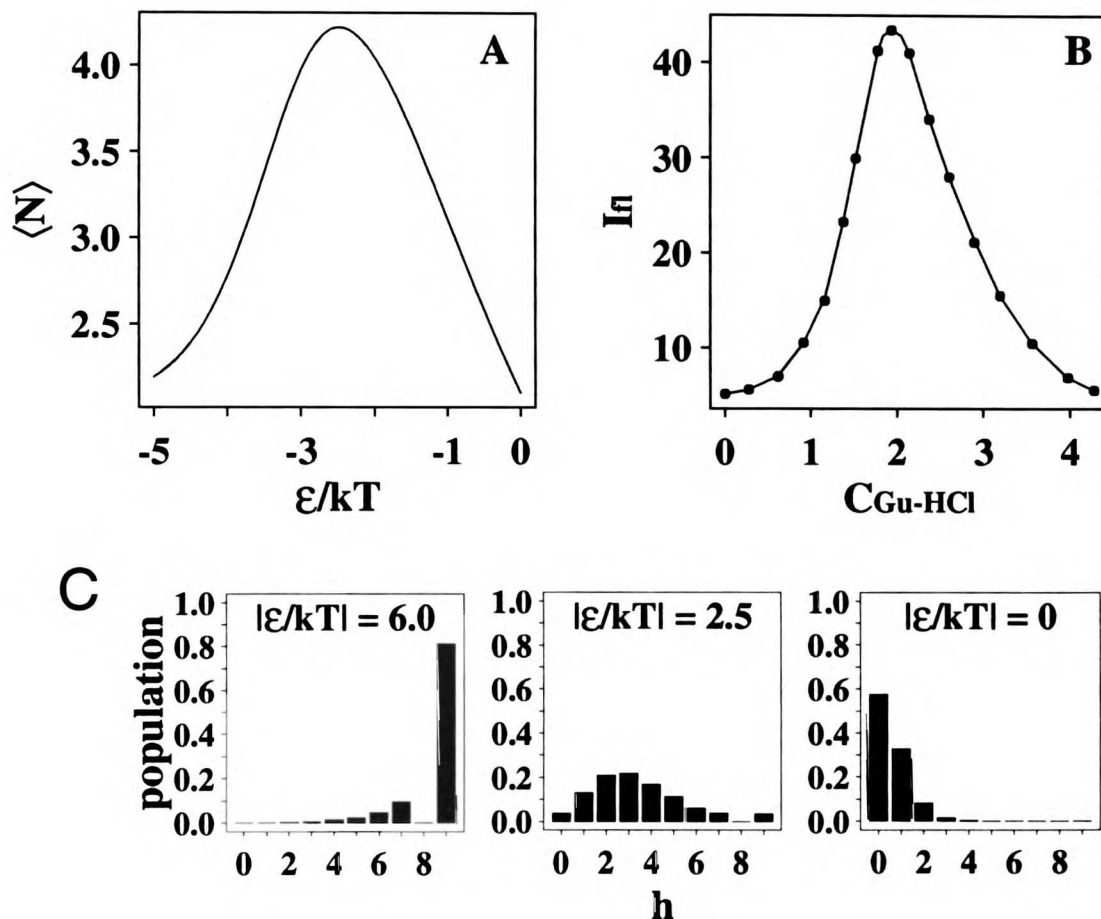 A
4.0
3.5
3.0
2.5
⟨N⟩
-5 -3 -1 0
ε/kT
B
40
30
20
10
Ifl
0 1 2 3 4
CGu-HCl
C
|ε/kT| = 6.0
1.0
0.8
0.6
0.4
0.2
0.0
population
0 2 4 6 8
|ε/kT| = 2.5
1.0
0.8
0.6
0.4
0.2
0.0
0 2 4 6 8
h
|ε/kT| = 0
1.0
0.8
0.6
0.4
0.2
0.0
0 2 4 6 8